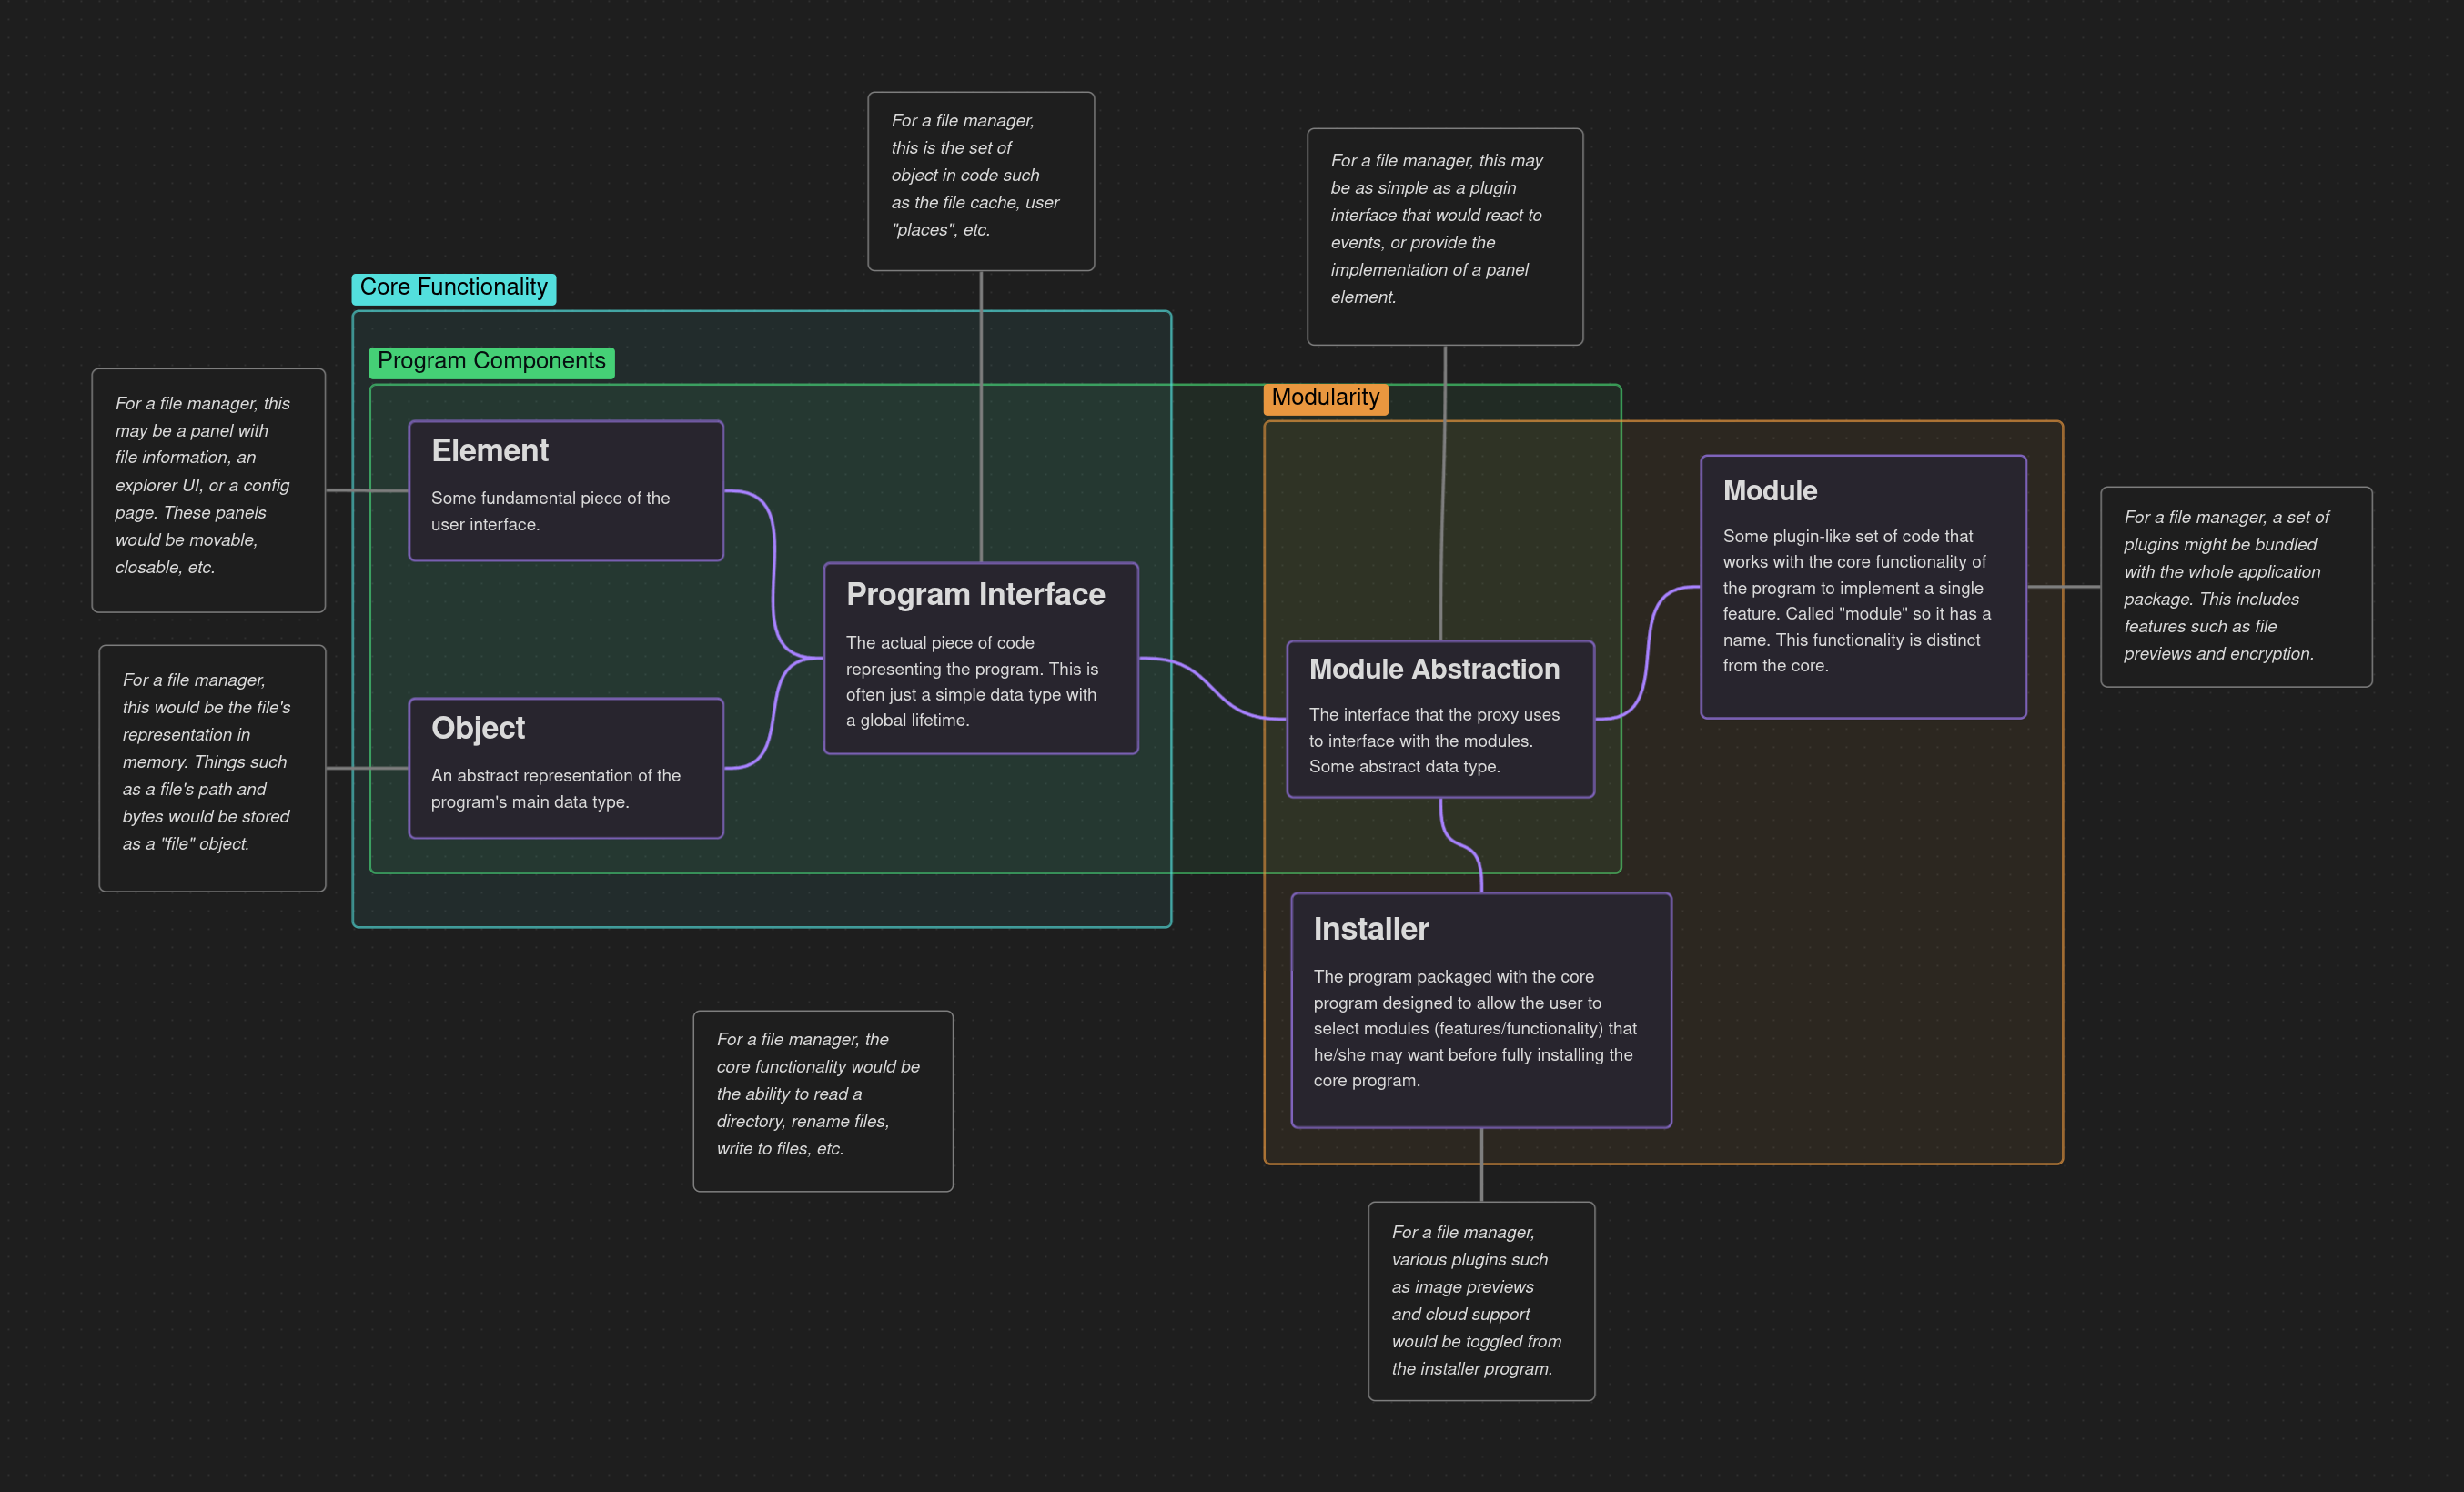 For a file manager,
this is the set of
object in code such
as the file cache, user
"places", etc.
For a file manager, this may
be as simple as a plugin
interface that would react to
events, or provide the
implementation of a panel
element.
Core Functionality
Program Components
Modularity
For a file manager, this
may be a panel with
file information, an
explorer UI, or a config
page. These panels
would be movable,
closable, etc.
Element
Some fundamental piece of the
user interface.
Program Interface
The actual piece of code
representing the program. This is
often just a simple data type with
a global lifetime.
Module Abstraction
The interface that the proxy uses
to interface with the modules.
Some abstract data type.
Module
Some plugin-like set of code that
works with the core functionality of
the program to implement a single
feature. Called "module" so it has a
name. This functionality is distinct
from the core.
For a file manager, a set of
plugins might be bundled
with the whole application
package. This includes
features such as file
previews and encryption.
For a file manager,
this would be the file's
representation in
memory. Things such
as a file's path and
bytes would be stored
as a "file" object.
Object
An abstract representation of the
program's main data type.
Installer
The program packaged with the core
program designed to allow the user to
select modules (features/functionality) that
he/she may want before fully installing the
core program.
For a file manager, the
core functionality would be
the ability to read a
directory, rename files,
write to files, etc.
For a file manager,
various plugins such
as image previews
and cloud support
would be toggled from
the installer program.